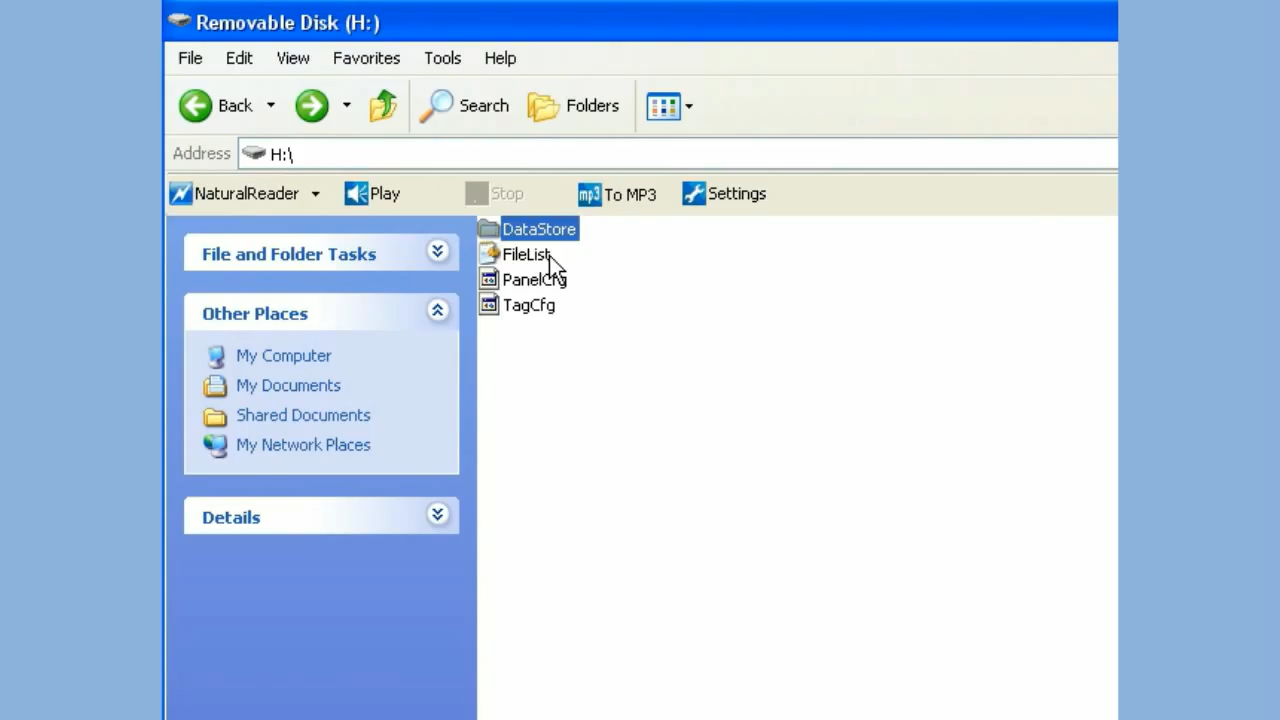 Removable Disk (H:)
File Edit View Favorites Tools Help
Back Search Folders
Address H:\
NaturalReader Play Stop mp3 To MP3 Settings
File and Folder Tasks
Other Places
My Computer
My Documents
Shared Documents
My Network Places
Details
DataStore
FileList
PanelCfg
TagCfg